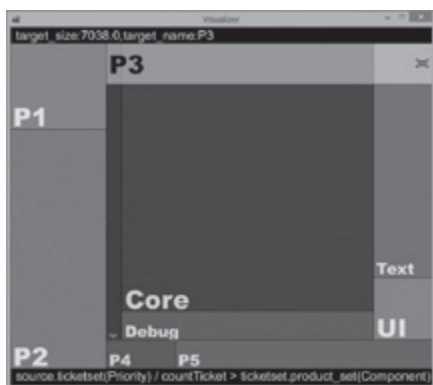 Visualizer
target_size:7038.0,target_name:P3
P3
P1
Text
Core
Debug
UI
P2
P4
P5
source.ticketset(Priority) / countTicket > ticketset.product_set(Component)